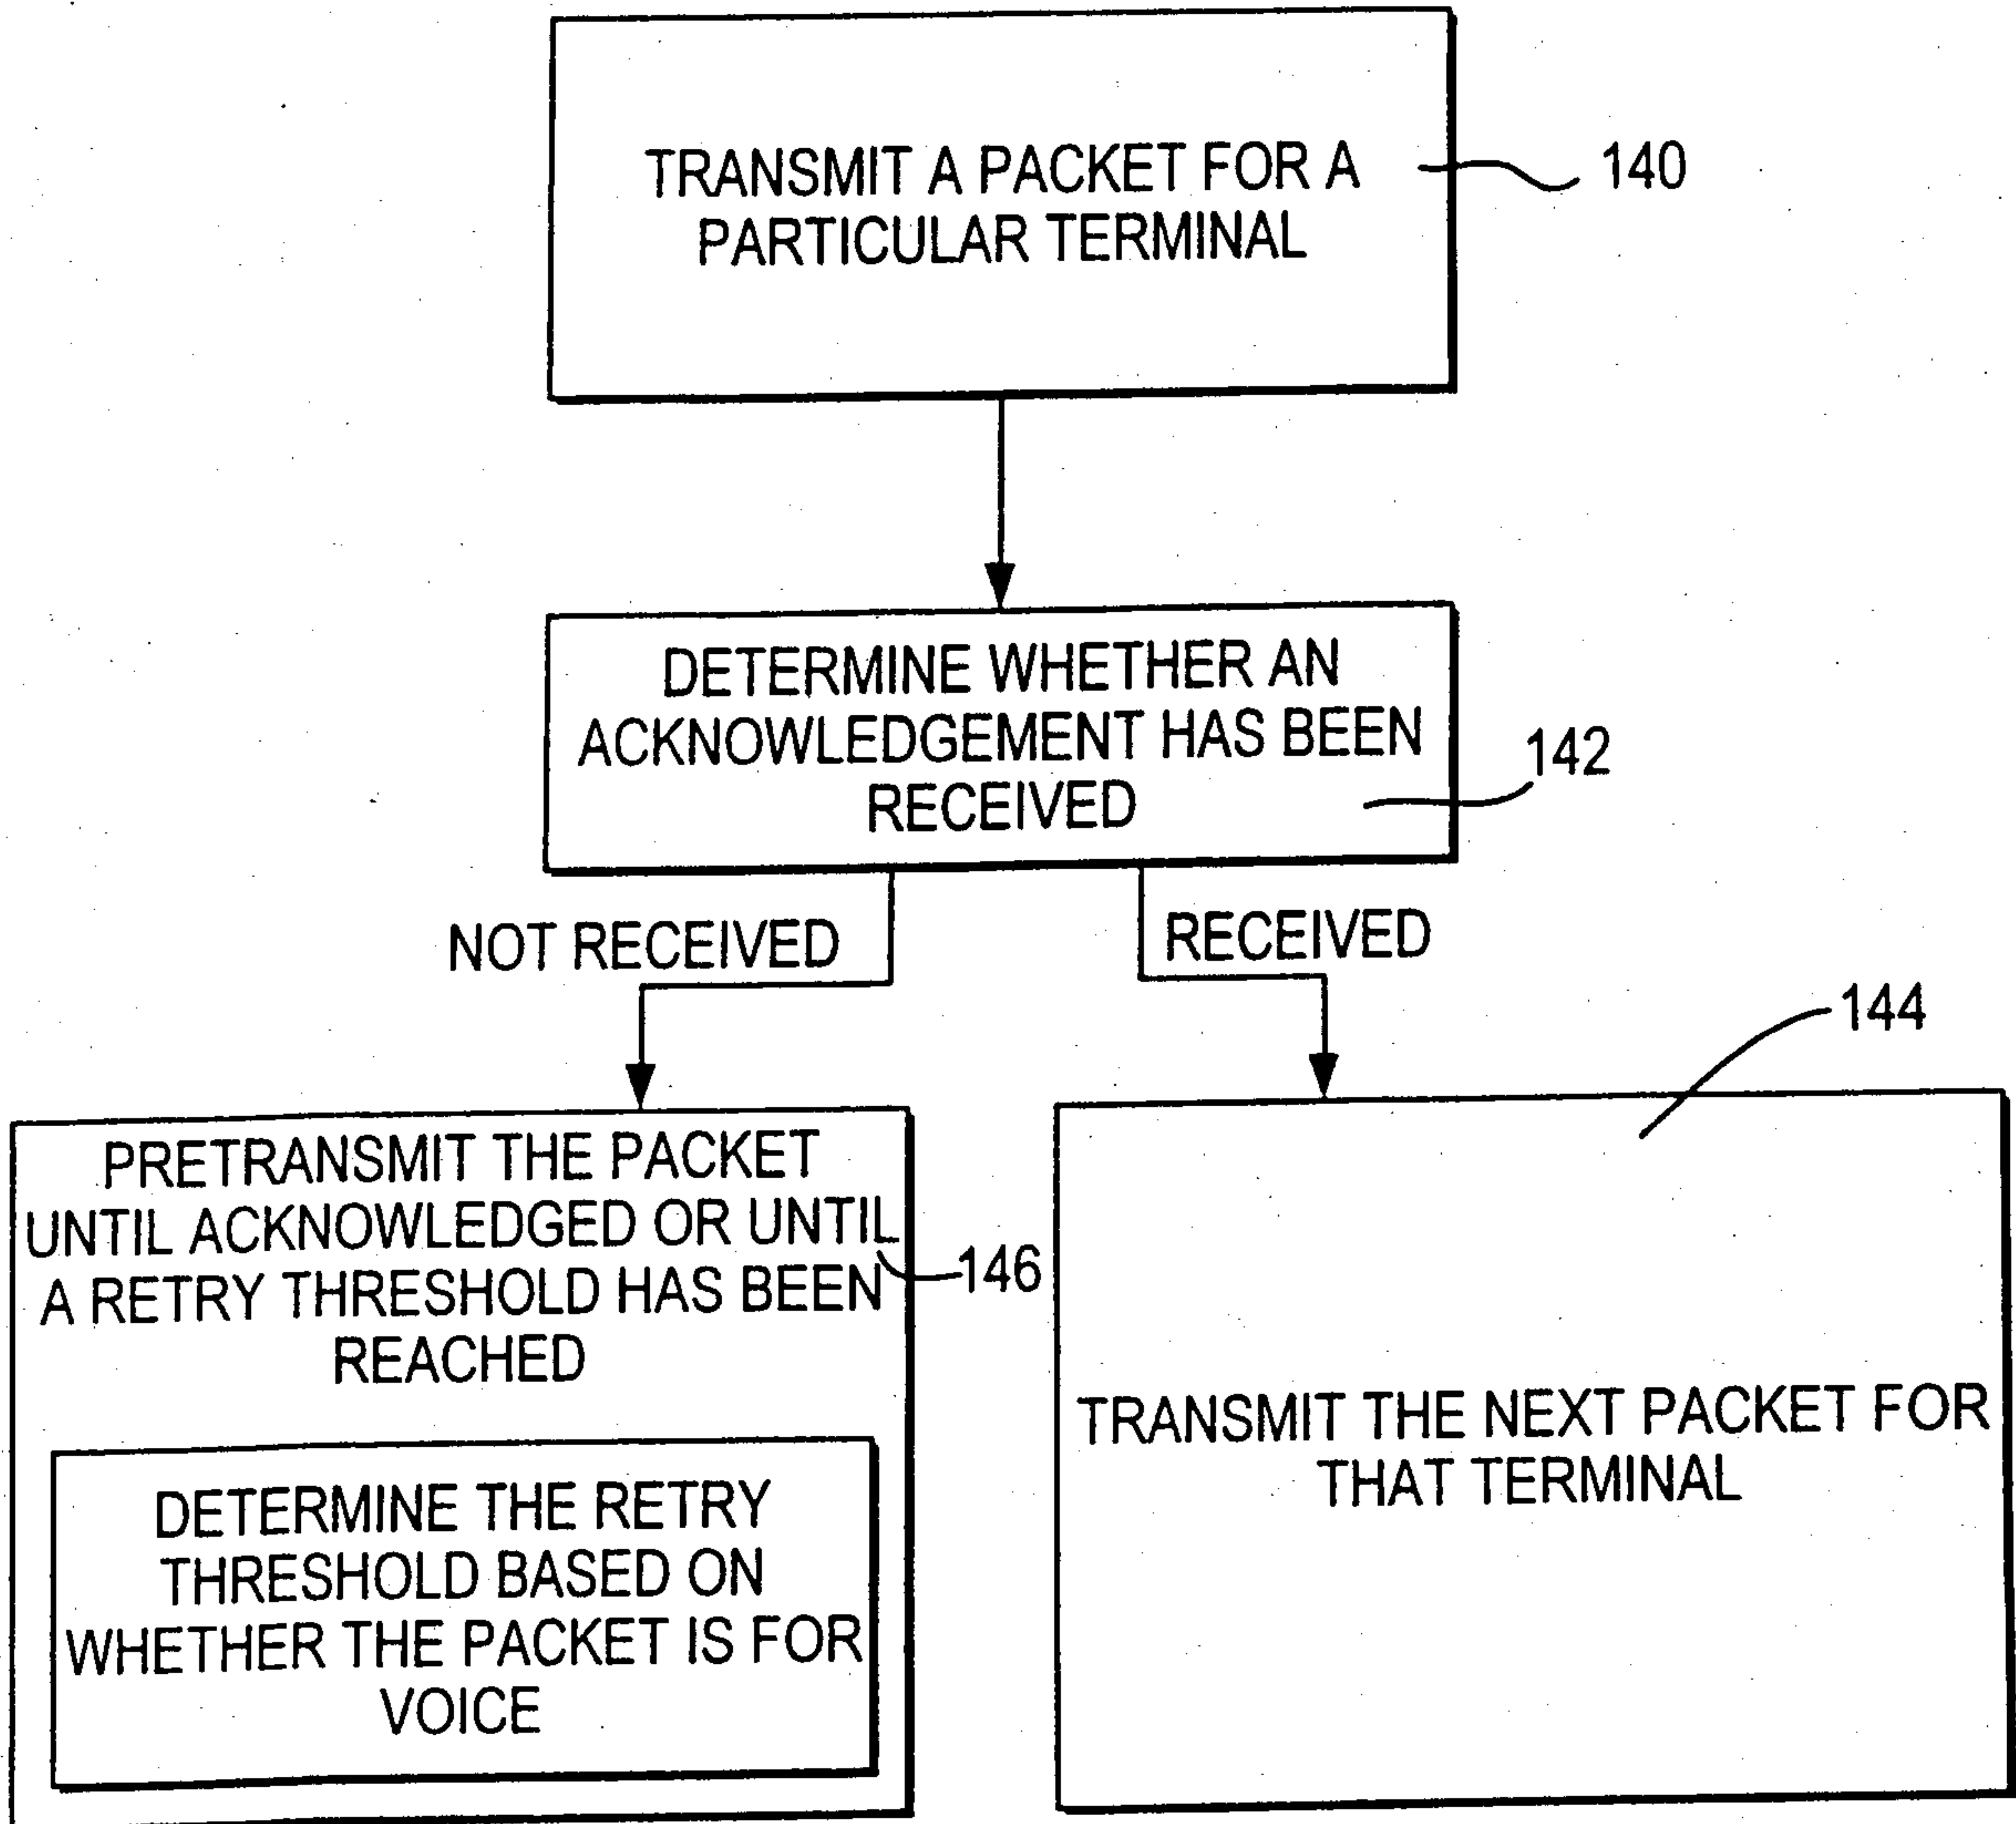 TRANSMIT A PACKET FOR A
PARTICULAR TERMINAL
140
DETERMINE WHETHER AN
ACKNOWLEDGEMENT HAS BEEN
RECEIVED
142
NOT RECEIVED
RECEIVED
144
PRETRANSMIT THE PACKET
UNTIL ACKNOWLEDGED OR UNTIL
A RETRY THRESHOLD HAS BEEN
REACHED
146
DETERMINE THE RETRY
THRESHOLD BASED ON
WHETHER THE PACKET IS FOR
VOICE
TRANSMIT THE NEXT PACKET FOR
THAT TERMINAL